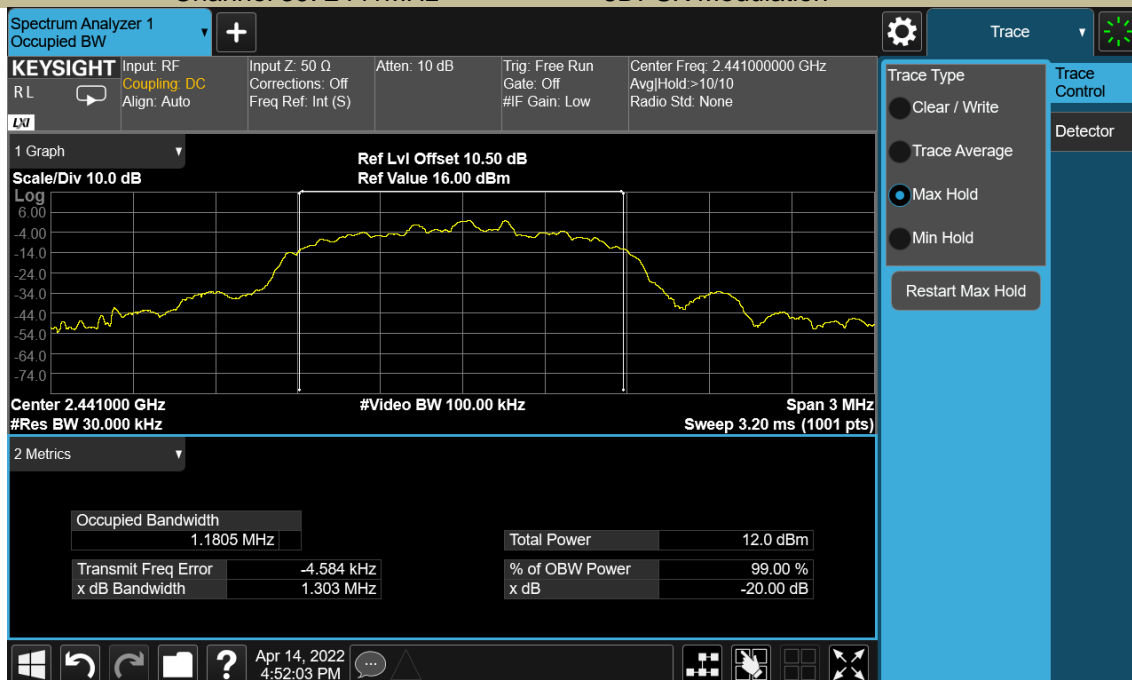 Spectrum Analyzer 1
Occupied BW
+
Trace
KEYSIGHT
R L
LXI
Input: RF
Coupling: DC
Align: Auto
Input Z: 50 Ω
Corrections: Off
Freq Ref: Int (S)
Atten: 10 dB
Trig: Free Run
Gate: Off
#IF Gain: Low
Center Freq: 2.441000000 GHz
Avg|Hold:>10/10
Radio Std: None
1 Graph
Scale/Div 10.0 dB
Ref Lvl Offset 10.50 dB
Ref Value 16.00 dBm
Log
6.00
-4.00
-14.0
-24.0
-34.0
-44.0
-54.0
-64.0
-74.0
Center 2.441000 GHz
#Video BW 100.00 kHz
Span 3 MHz
#Res BW 30.000 kHz
Sweep 3.20 ms (1001 pts)
2 Metrics
Occupied Bandwidth
1.1805 MHz
Total Power 12.0 dBm
Transmit Freq Error -4.584 kHz
% of OBW Power 99.00 %
x dB Bandwidth 1.303 MHz
x dB -20.00 dB
Trace Type
Clear / Write
Trace Average
Max Hold
Min Hold
Restart Max Hold
Trace
Control
Detector
?
Apr 14, 2022
4:52:03 PM